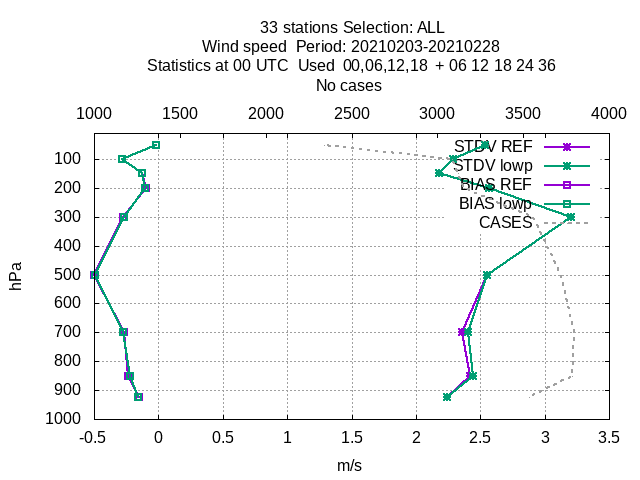 33 stations Selection: ALL
Wind speed  Period: 20210203-20210228
Statistics at 00 UTC  Used  00,06,12,18  + 06 12 18 24 36
No cases
1000 1500 2000 2500 3000 3500 4000
STDV REF
STDV lowp
BIAS REF
BIAS lowp
CASES
100
200
300
400
500
600
700
800
900
1000
hPa
-0.5 0 0.5 1 1.5 2 2.5 3 3.5
m/s